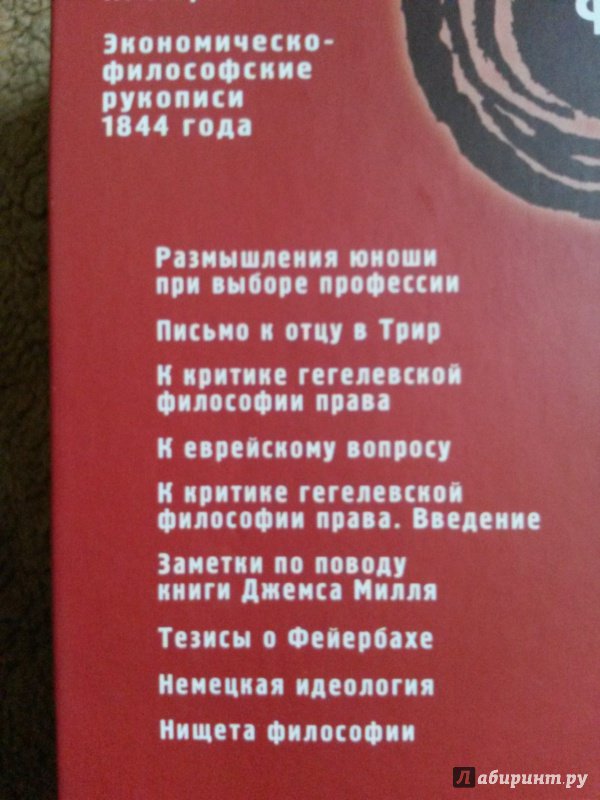 Экономическо-
философские
рукописи
1844 года
Размышления юноши
при выборе профессии
Письмо к отцу в Трир
К критике гегелевской
философии права
К еврейскому вопросу
К критике гегелевской
философии права. Введение
Заметки по поводу
книги Джемса Милля
Тезисы о Фейербахе
Немецкая идеология
Нищета философии
Лабиринт.ру